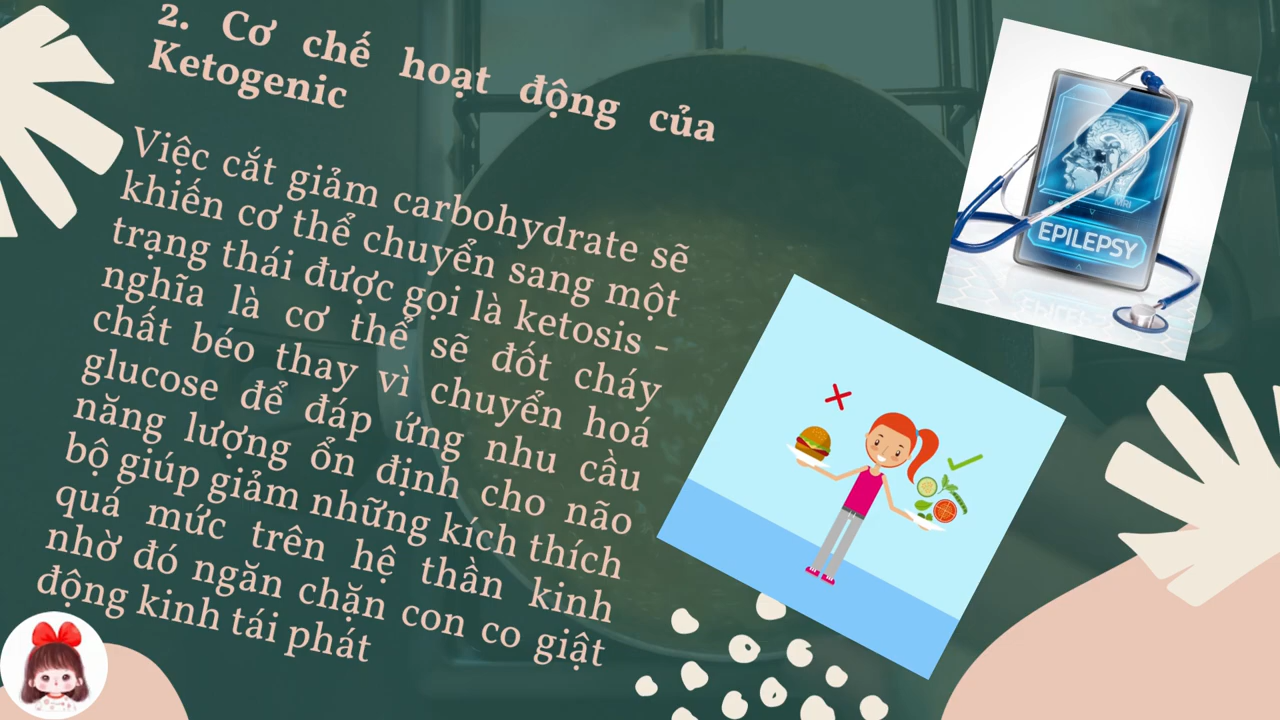 2. Cơ chế hoạt động của
Ketogenic
Việc cắt giảm carbohydrate sẽ
khiến cơ thể chuyển sang một
trạng thái được gọi là ketosis -
nghĩa là cơ thể sẽ đốt cháy
chất béo thay vì chuyển hoá
glucose để đáp ứng nhu cầu
năng lượng ổn định cho não
bộ giúp giảm những kích thích
quá mức trên hệ thần kinh
nhờ đó ngăn chặn con co giật
động kinh tái phát
MRI
EPILEPSY